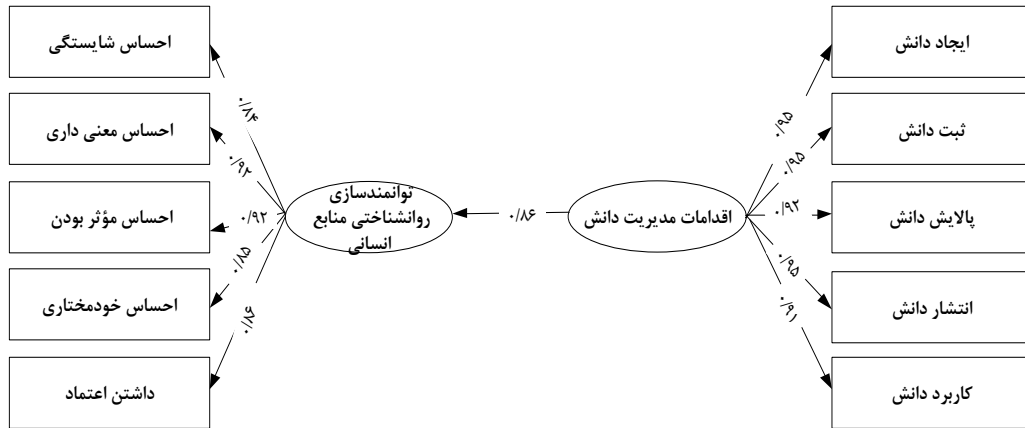 ایجاد دانش
ثبت دانش
پالایش دانش
انتشار دانش
کاربرد دانش
۰/۹۵
۰/۹۵
۰/۹۲
۰/۹۵
۰/۹۱
اقدامات مدیریت دانش
۰/۸۶
توانمندسازی
روانشناختی منابع
انسانی
۰/۸۴
۰/۹۲
۰/۹۲
۰/۸۵
۰/۸۶
احساس شایستگی
احساس معنی داری
احساس مؤثر بودن
احساس خودمختاری
داشتن اعتماد